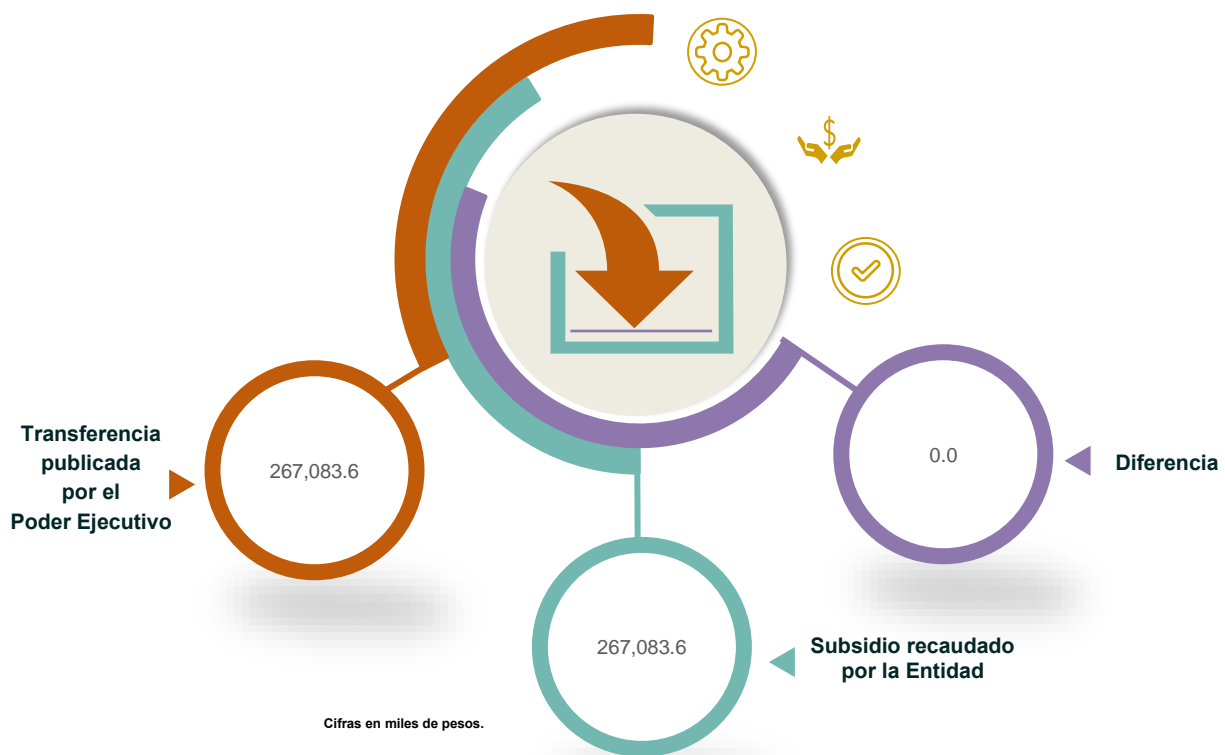 $
Transferencia
publicada
por el
Poder Ejecutivo
267,083.6
0.0
Diferencia
267,083.6
Subsidio recaudado
por la Entidad
Cifras en miles de pesos.